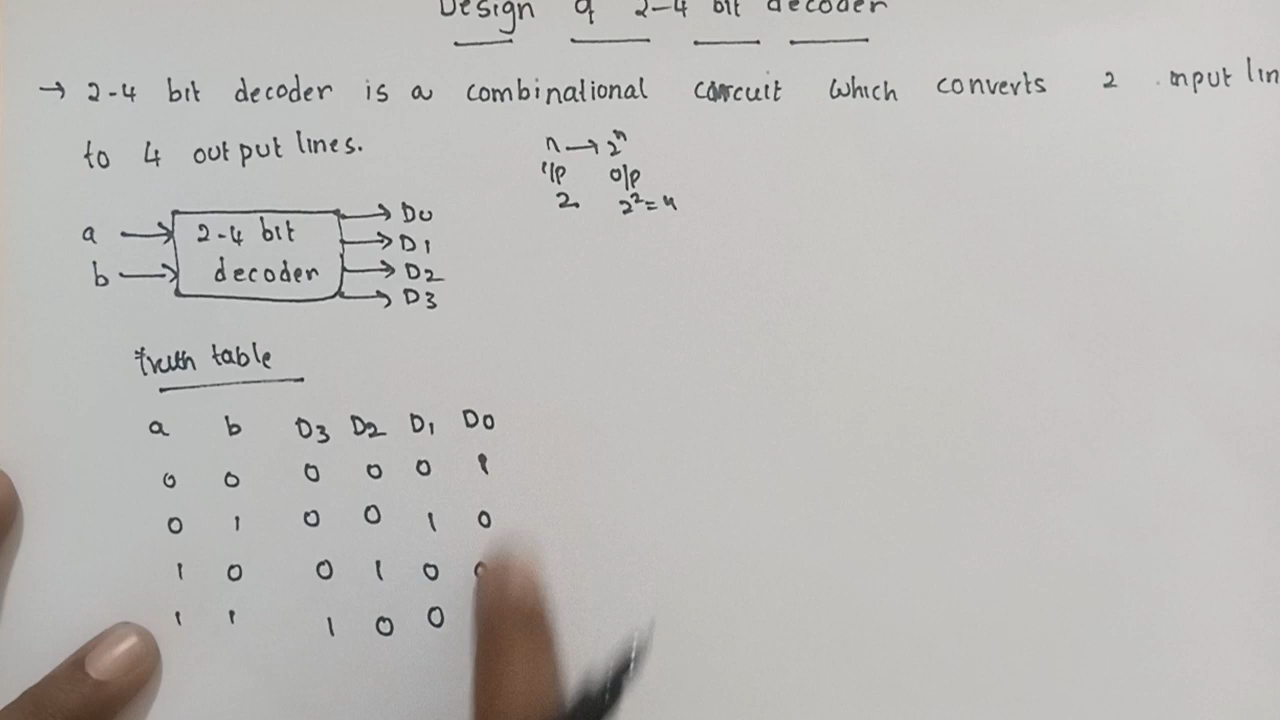 Design of 2-4 bit decoder
→ 2-4 bit decoder is a combinational circuit which converts 2 input lin
to 4 output lines.
n → 2ⁿ
i/p o/p
2 2²=4
a
b
2-4 bit
decoder
D0
D1
D2
D3
truth table
a b D3 D2 D1 D0
0 0 0 0 0 1
0 1 0 0 1 0
1 0 0 1 0 0
1 1 1 0 0